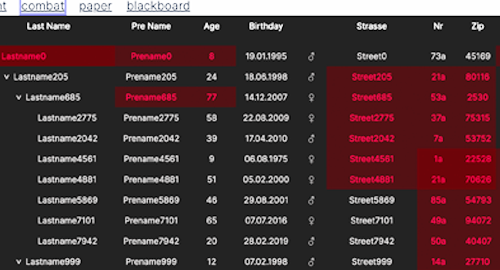 nt combat paper blackboard
Last Name Pre Name Age Birthday Strasse Nr Zip
Lastname0 Prename0 6 19.01.1995 ♂ Street0 73a 45169
Lastname205 Prename205 24 18.06.1998 ♂ Street205 21a 80116
Lastname685 Prename685 77 14.12.2007 ♀ Street685 53a 2530
Lastname2775 Prename2775 58 22.08.2009 ♀ Street2775 37a 75315
Lastname2042 Prename2042 39 17.04.2010 ♂ Street2042 7a 53752
Lastname4561 Prename4561 9 06.08.1975 ♀ Street4561 1a 22528
Lastname4881 Prename4881 51 05.02.2000 ♀ Street4881 21a 70626
Lastname5869 Prename5869 46 29.08.2001 ♂ Street5869 85a 54793
Lastname7101 Prename7101 65 07.07.2016 ♀ Street7101 49a 94072
Lastname7942 Prename7942 20 28.02.2019 ♂ Street7942 50a 40407
Lastname999 Prename999 12 07.02.1998 ♂ Street999 14a 27710